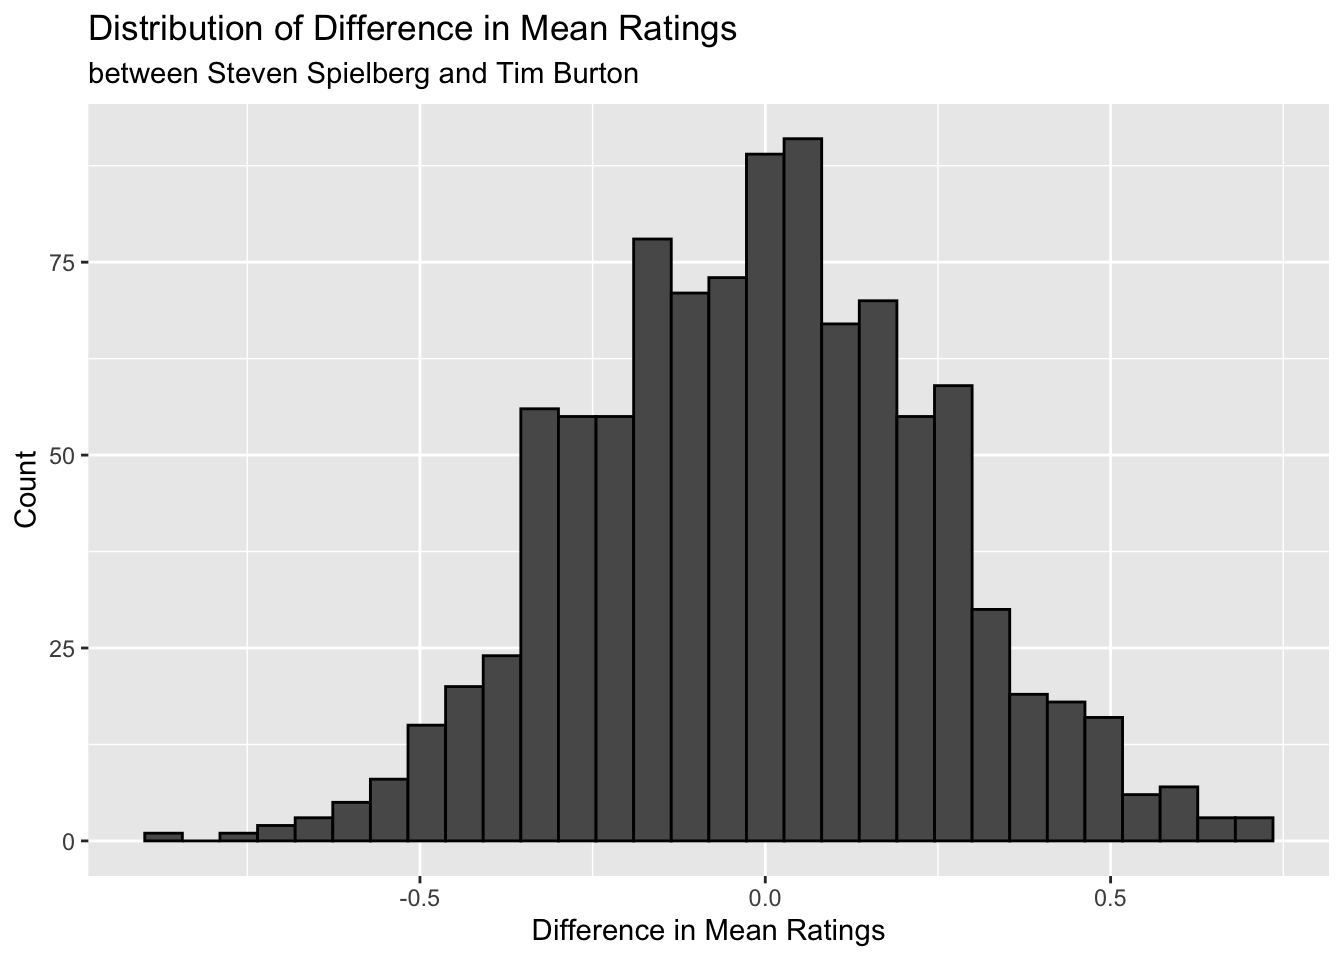 Distribution of Difference in Mean Ratings
between Steven Spielberg and Tim Burton
75
50
25
0
Count
-0.5
0.0
0.5
Difference in Mean Ratings